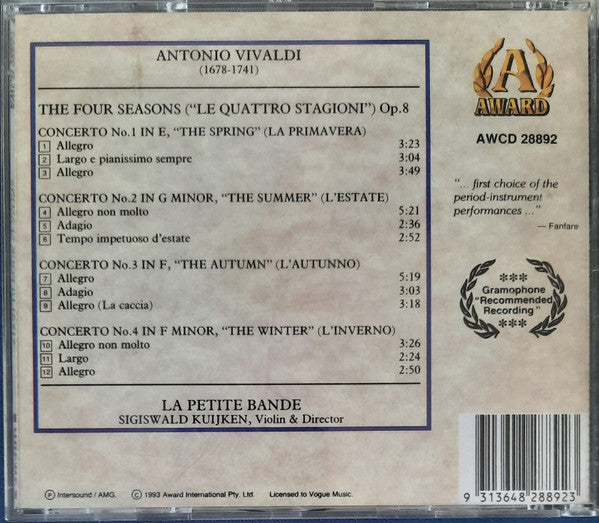 ANTONIO VIVALDI
(1678-1741)
THE FOUR SEASONS ("LE QUATTRO STAGIONI") Op.8
CONCERTO No.1 IN E, "THE SPRING" (LA PRIMAVERA)
1 Allegro 3:23
2 Largo e pianissimo sempre 3:04
3 Allegro 3:49
CONCERTO No.2 IN G MINOR, "THE SUMMER" (L'ESTATE)
4 Allegro non molto 5:21
5 Adagio 2:36
6 Tempo impetuoso d'estate 2:52
CONCERTO No.3 IN F, "THE AUTUMN" (L'AUTUNNO)
7 Allegro 5:19
8 Adagio 3:03
9 Allegro (La caccia) 3:18
CONCERTO No.4 IN F MINOR, "THE WINTER" (L'INVERNO)
10 Allegro non molto 3:26
11 Largo 2:24
12 Allegro 2:50
LA PETITE BANDE
SIGISWALD KUIJKEN, Violin & Director
A
AWARD
AWCD 28892
"... first choice of the
period-instrument
performances ..."
— Fanfare
***
Gramophone
"Recommended
Recording"
***
Ⓟ Intersound / AMG. © 1993 Award International Pty. Ltd. Licensed to Vogue Music.
9 313648 288923